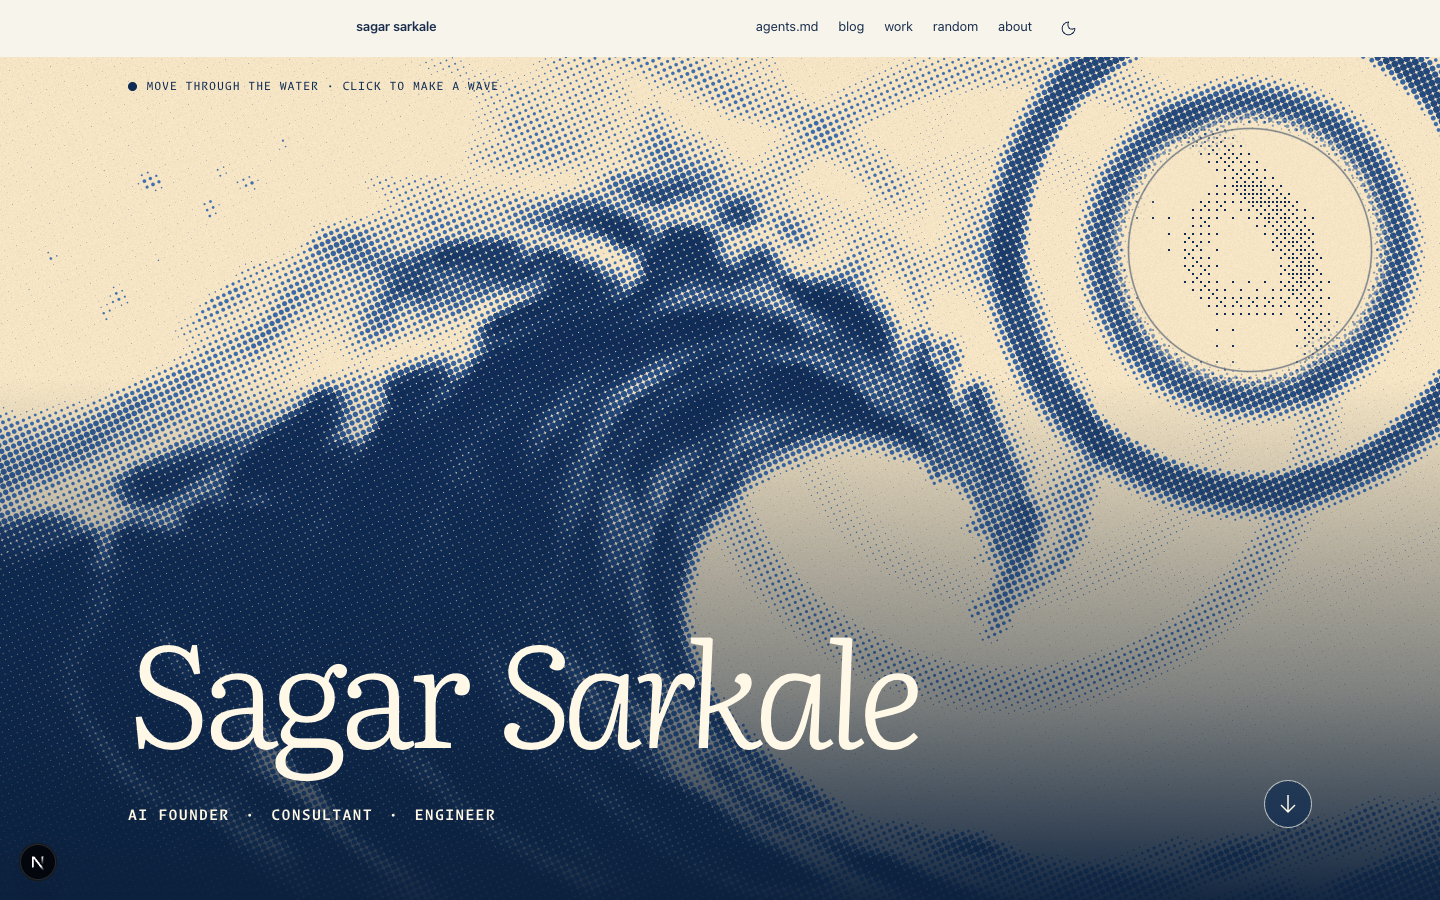 sagar sarkale
agents.md blog work random about
MOVE THROUGH THE WATER · CLICK TO MAKE A WAVE
Sagar Sarkale
AI FOUNDER · CONSULTANT · ENGINEER
N